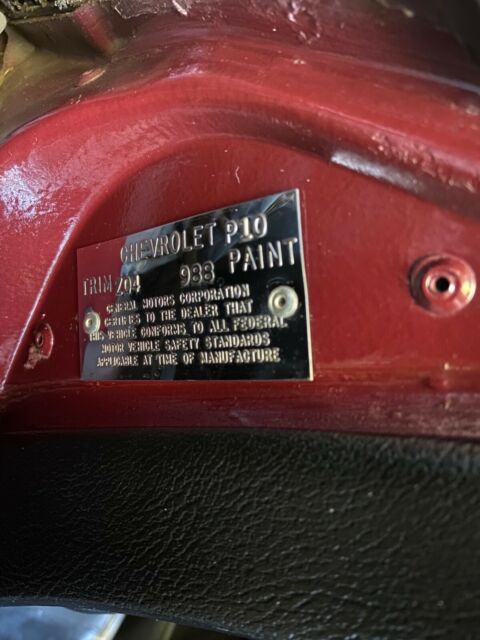 CHEVROLET P10
TRIM 204 988 PAINT
GENERAL MOTORS CORPORATION
CERTIFIES TO THE DEALER THAT
THIS VEHICLE CONFORMS TO ALL FEDERAL
MOTOR VEHICLE SAFETY STANDARDS
APPLICABLE AT TIME OF MANUFACTURE